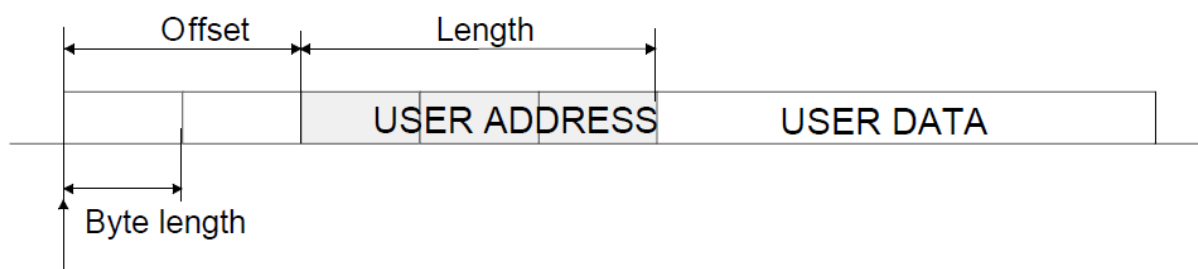 Offset
Length
USER ADDRESS
USER DATA
Byte length